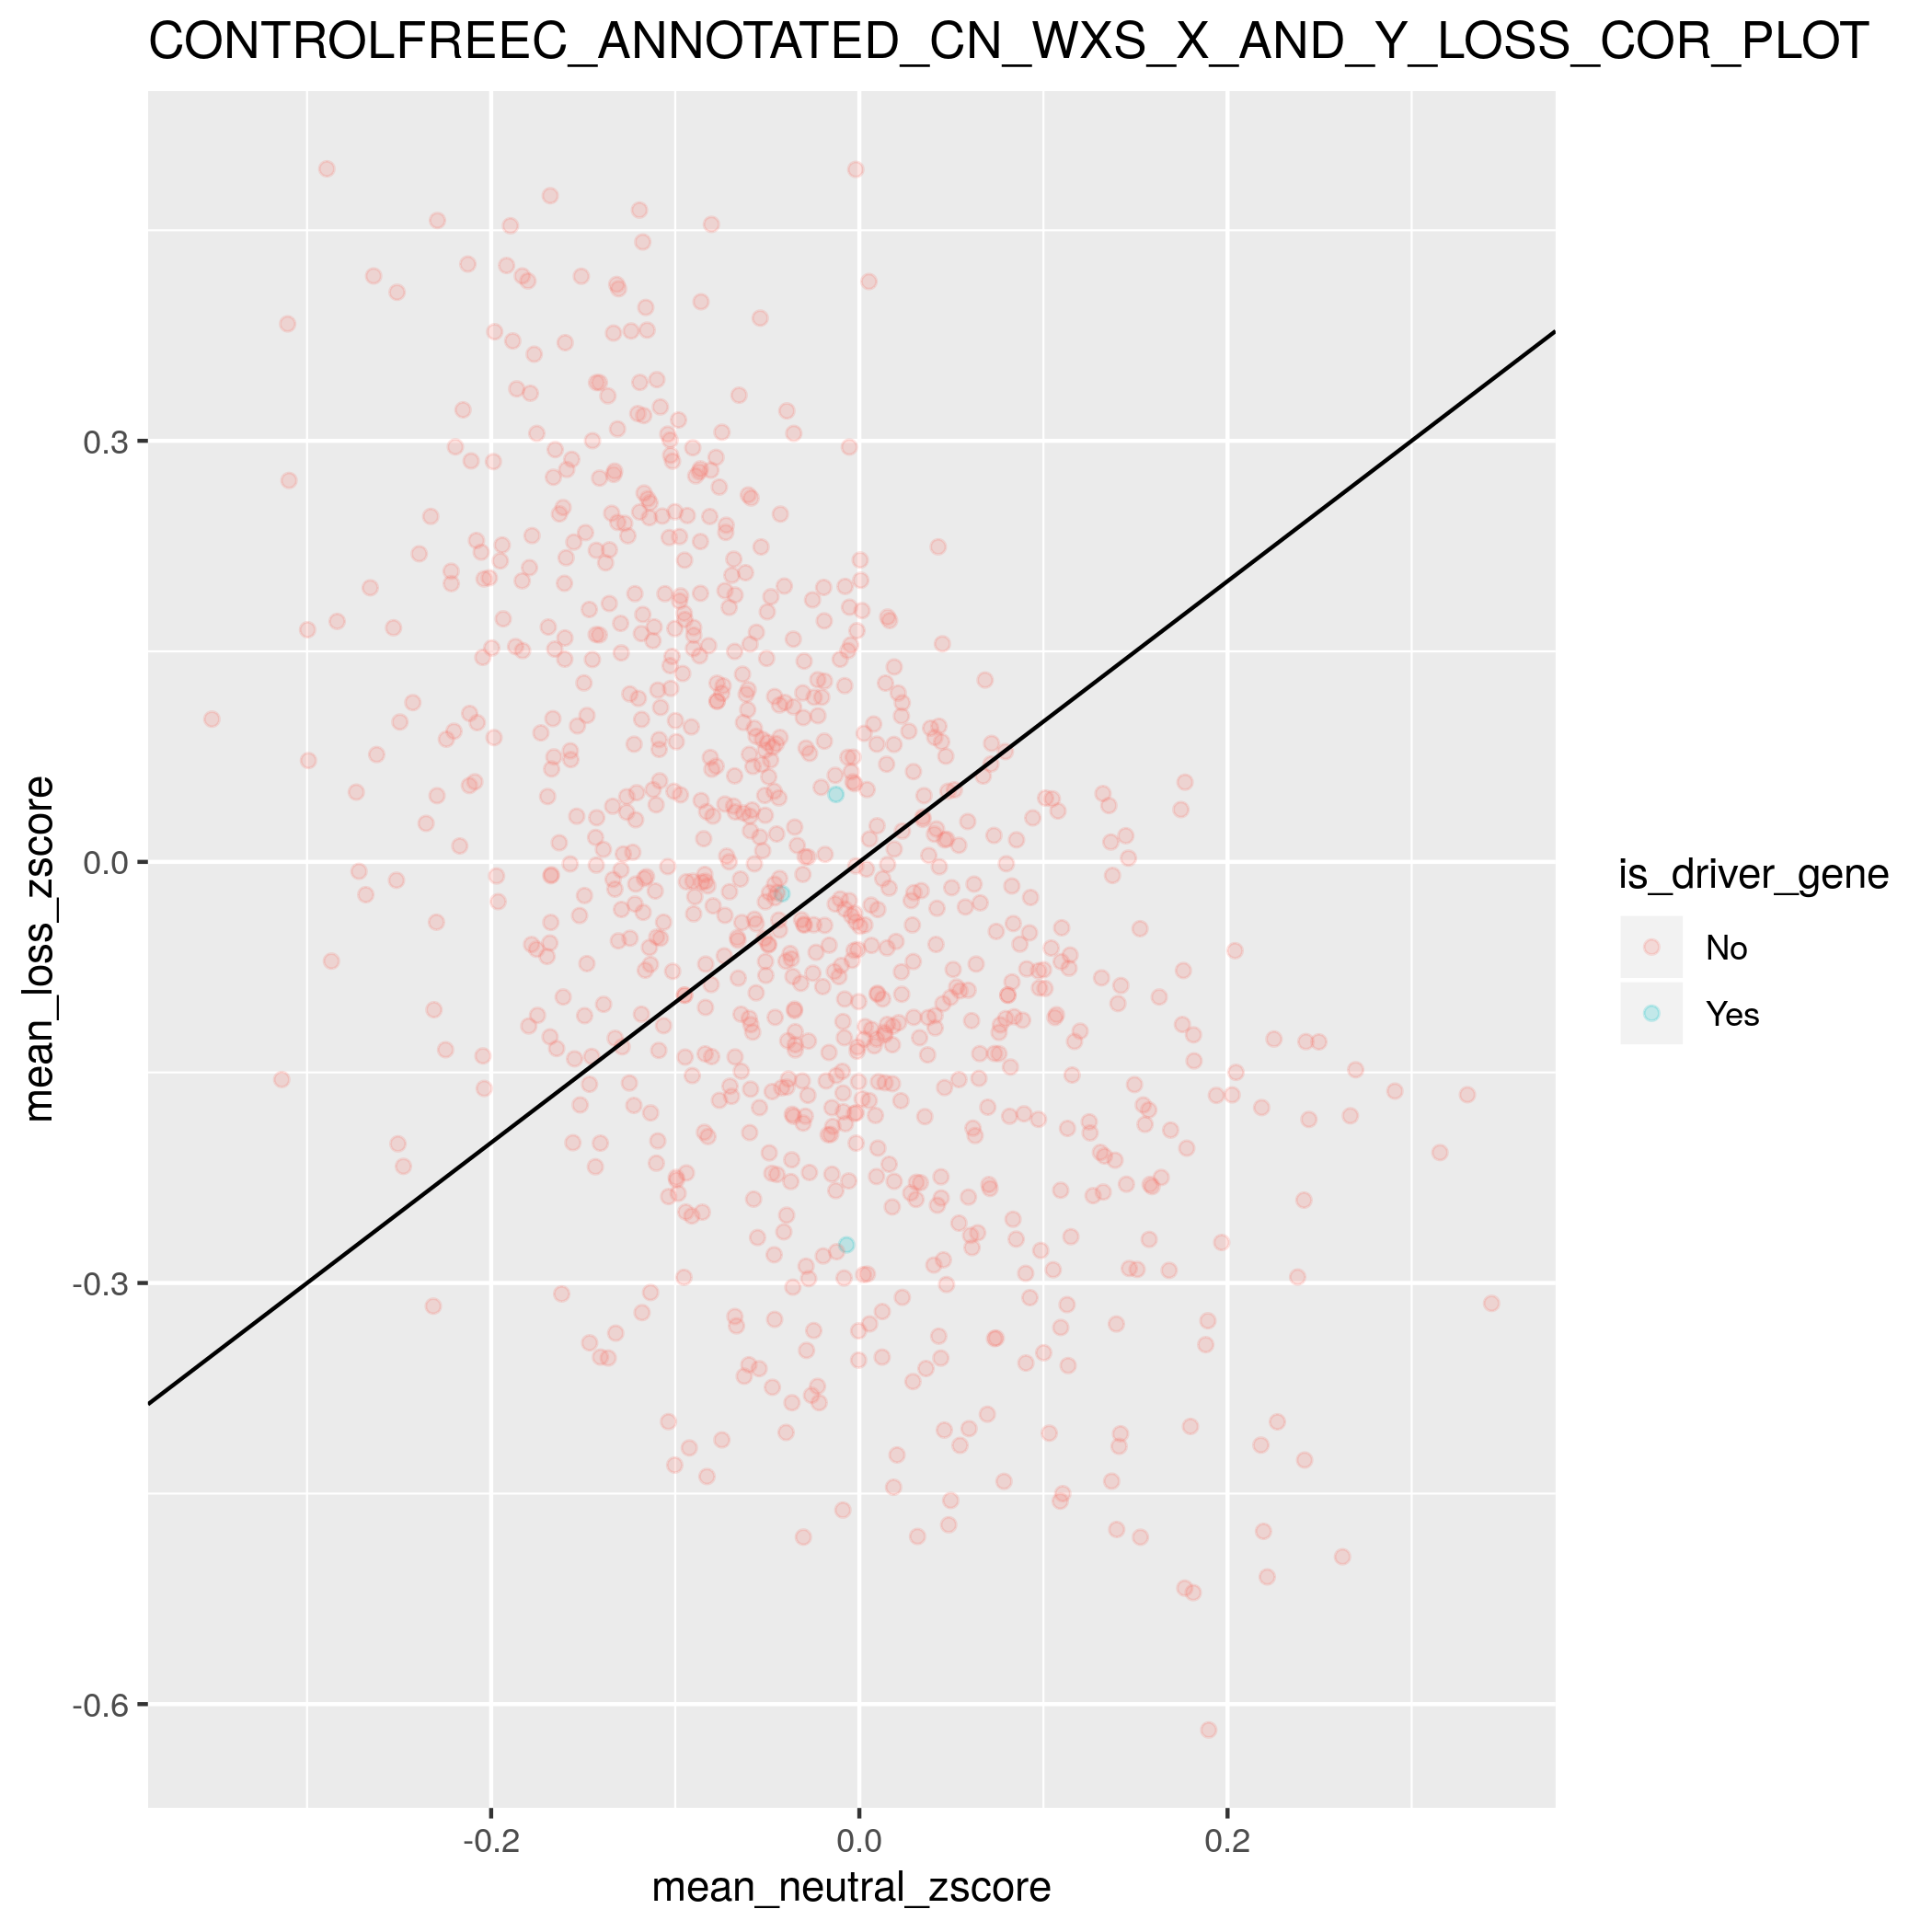 CONTROLFREEC_ANNOTATED_CN_WXS_X_AND_Y_LOSS_COR_PLOT
mean_loss_zscore
0.3
0.0
-0.3
-0.6
-0.2
0.0
0.2
mean_neutral_zscore
is_driver_gene
No
Yes